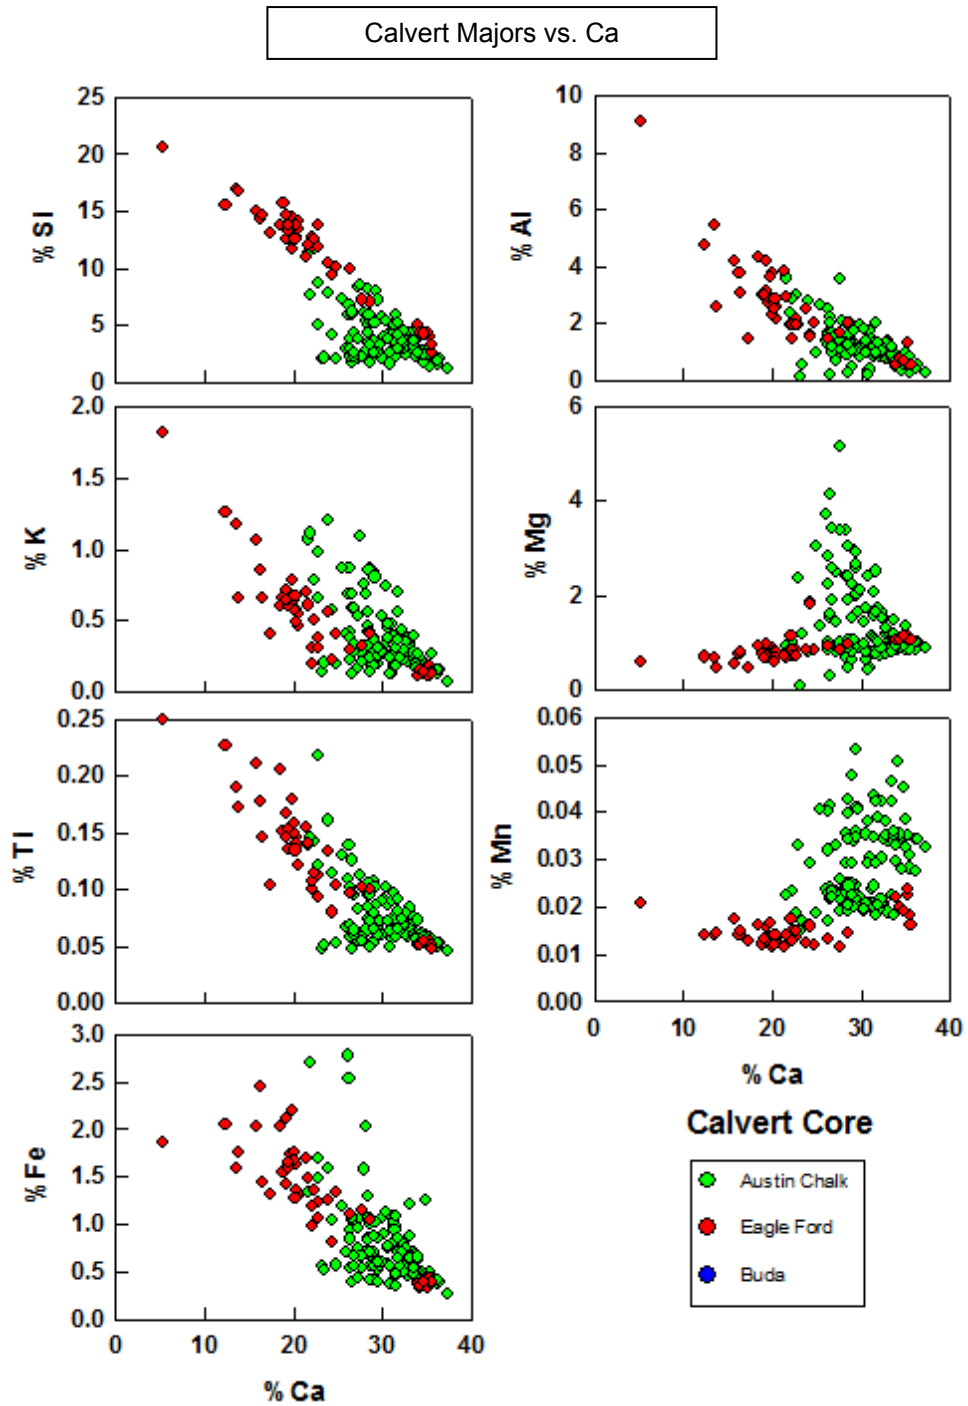 Calvert Majors vs. Ca
25
20
15
10
5
0
% Si
10
8
6
4
2
0
% Al
2.0
1.5
1.0
0.5
0.0
% K
6
4
2
0
% Mg
0.25
0.20
0.15
0.10
0.05
0.00
% Ti
0.06
0.05
0.04
0.03
0.02
0.01
0.00
% Mn
0 10 20 30 40
% Ca
3.0
2.5
2.0
1.5
1.0
0.5
0.0
% Fe
0 10 20 30 40
% Ca
Calvert Core
Austin Chalk
Eagle Ford
Buda